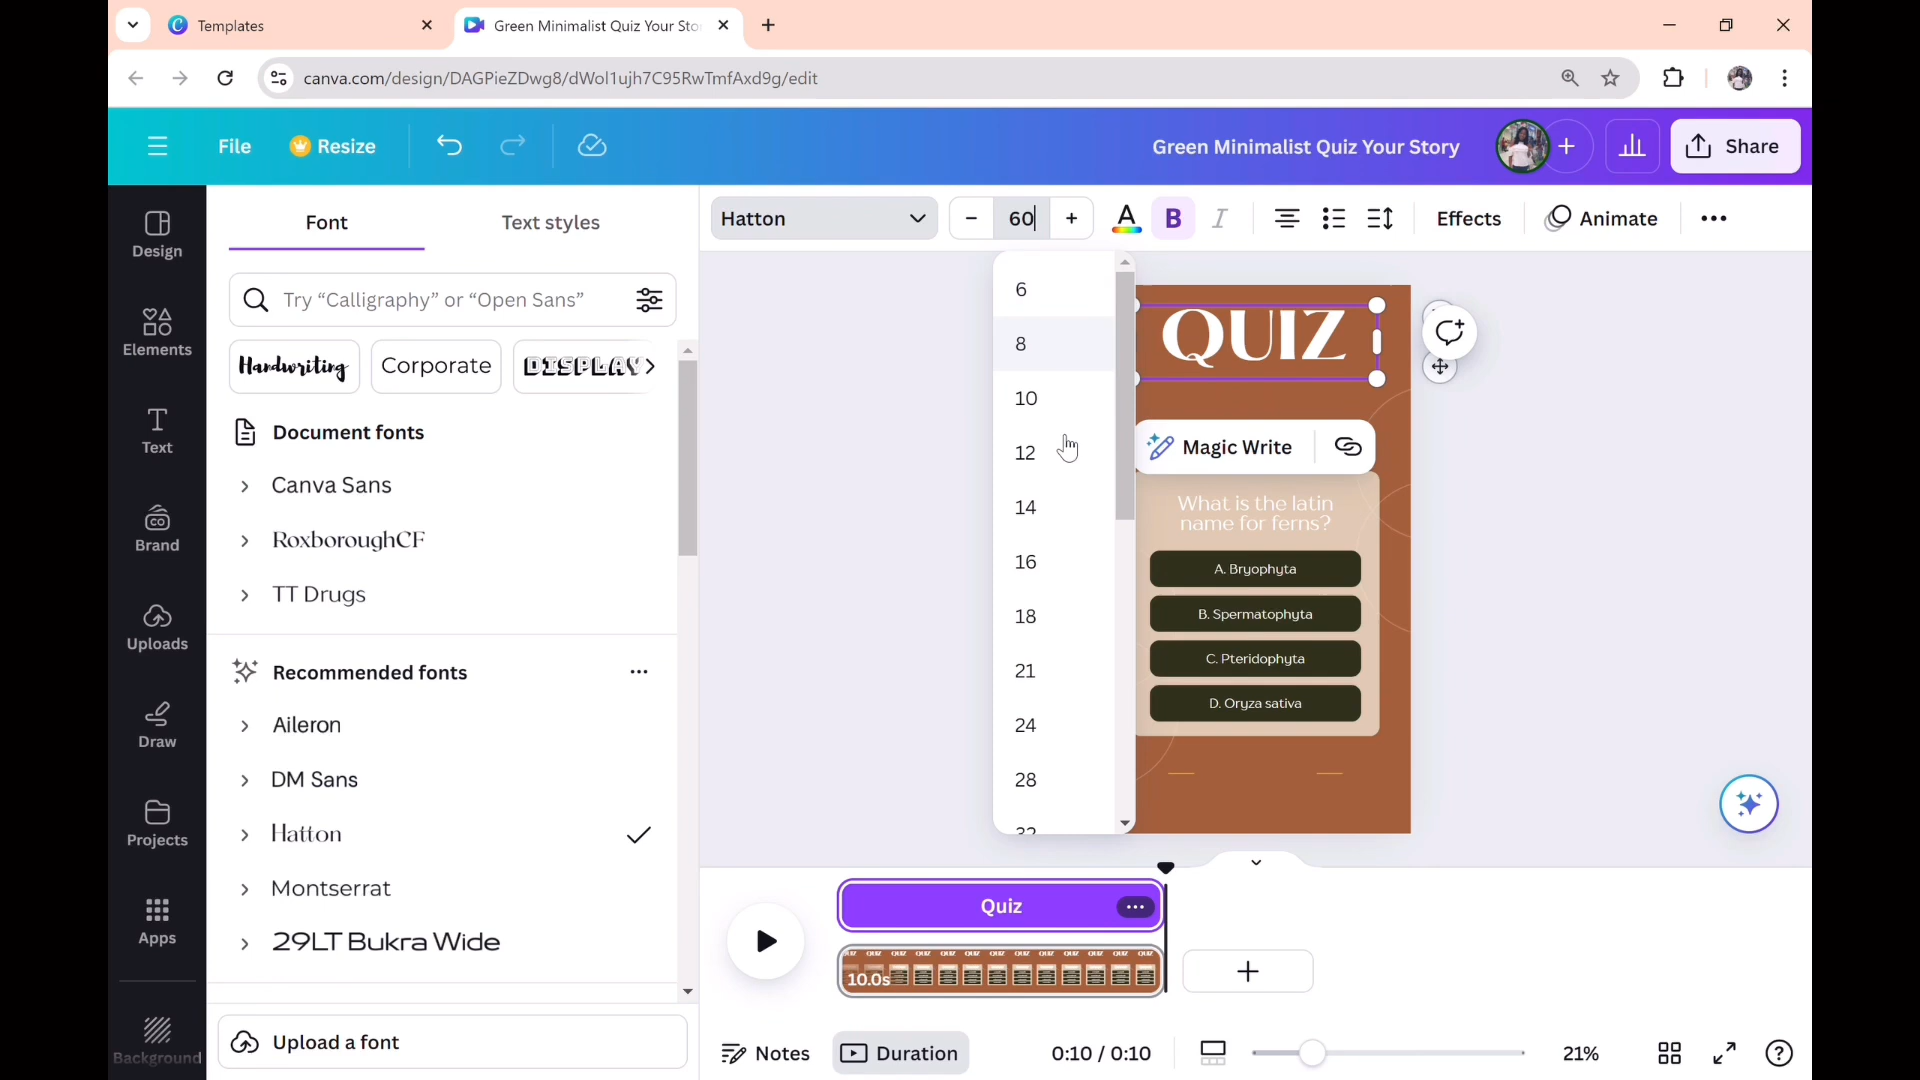 Templates
Green Minimalist Quiz Your Sto
canva.com/design/DAGPieZDwg8/dWol1ujh7C95RwTmfAxd9g/edit
File
Resize
Green Minimalist Quiz Your Story
Share
Design
Elements
Text
Brand
Uploads
Draw
Projects
Apps
Background
Font
Text styles
Try “Calligraphy” or “Open Sans”
Handwriting
Corporate
DISPLAY
Document fonts
Canva Sans
RoxboroughCF
TT Drugs
Recommended fonts
Aileron
DM Sans
Hatton
Montserrat
29LT Bukra Wide
Upload a font
Hatton
60
A
B
I
Effects
Animate
6
8
10
12
14
16
18
21
24
28
32
QUIZ
Magic Write
What is the latin
name for ferns?
A. Bryophyta
B. Spermatophyta
C. Pteridophyta
D. Oryza sativa
Quiz
10.0s
Notes
Duration
0:10 / 0:10
21%